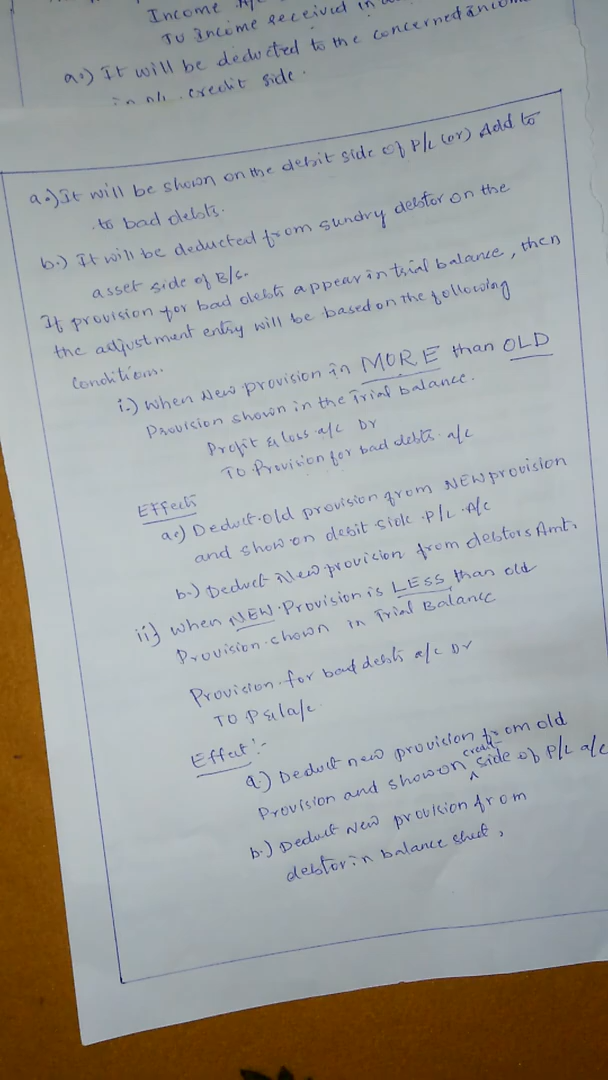 Income
To income received in
a.) It will be deducted to the concerned income
in credit side.
a.) It will be shown on the debit side of P/L (or) Add to
to bad debts.
b.) It will be deducted from sundry debtor on the
asset side of B/S.
If provision for bad debts appear in trial balance, then
the adjustment entry will be based on the following
Condition.
i.) When New provision in MORE than OLD
Provision shown in the Trial balance.
Profit & loss a/c Dr
To Provision for bad debts a/c
Effects
a.) Deduct old provision from NEW provision
and show on debit side P/L A/c
b.) Deduct New provision from debtors Amt.
ii) When NEW Provision is LESS than old
Provision shown in Trial Balance
Provision for bad debts a/c Dr
To P&L a/c
Effect:-
a.) Deduct new provision from old
Provision and show on credit side of P/L a/c
b.) Deduct New provision from
debtor in balance sheet,